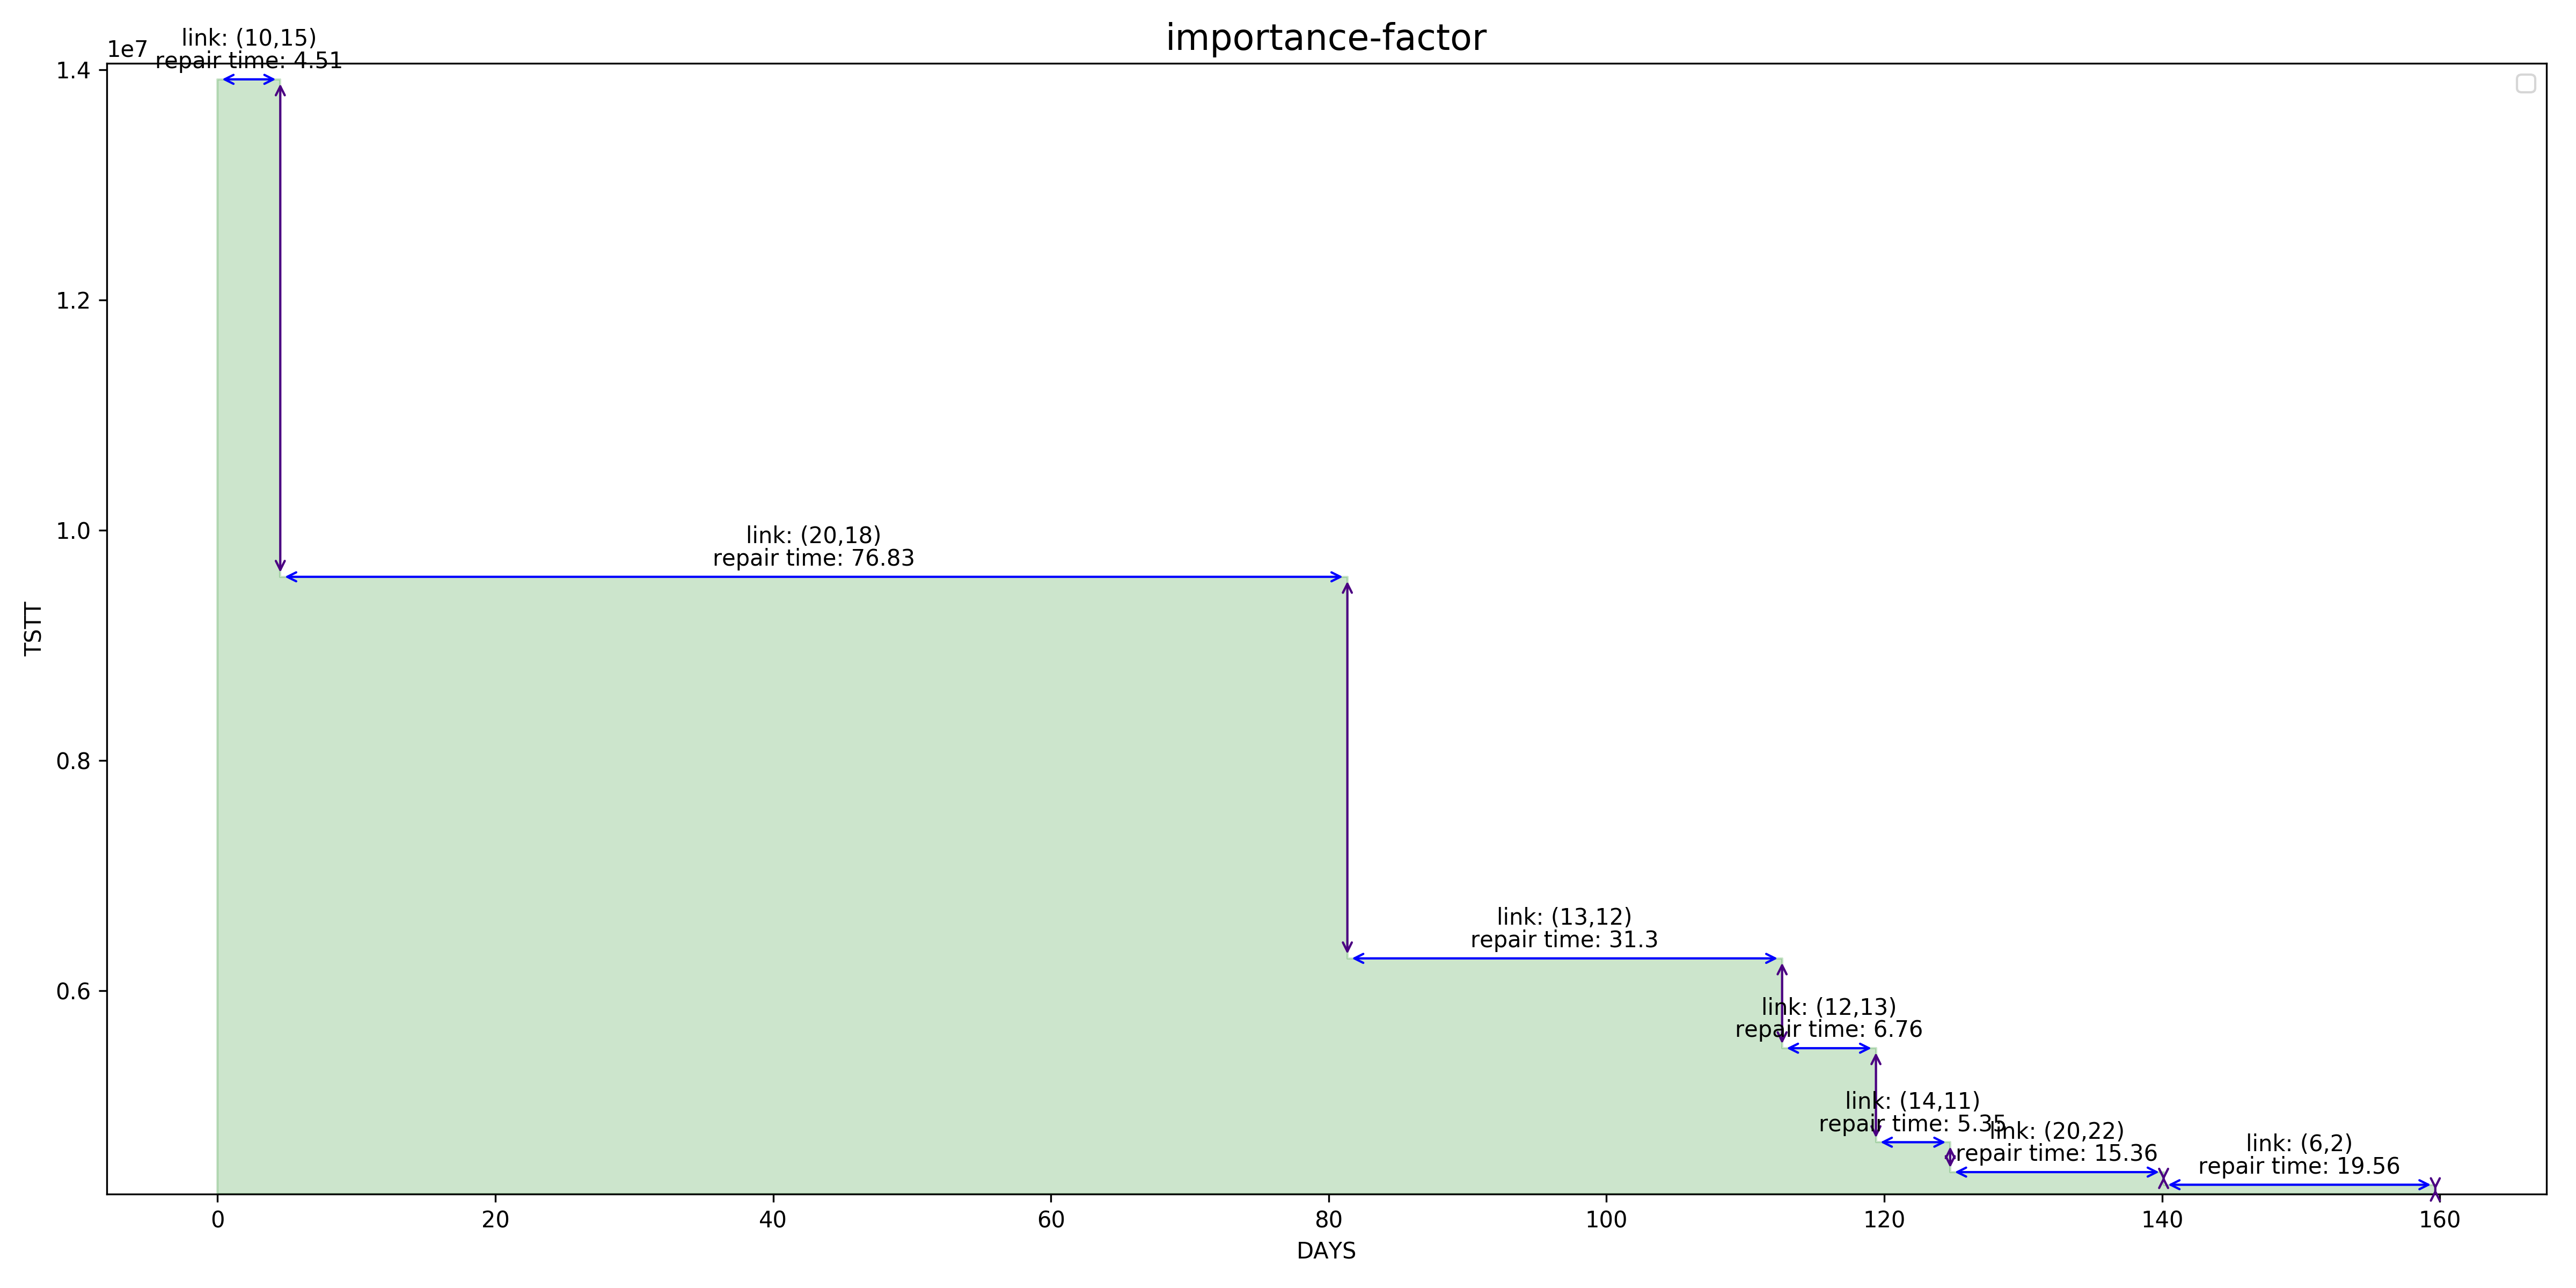 importance-factor
1e7
link: (10,15)
repair time: 4.51
link: (20,18)
repair time: 76.83
link: (13,12)
repair time: 31.3
link: (12,13)
repair time: 6.76
link: (14,11)
repair time: 5.35
link: (20,22)
repair time: 15.36
link: (6,2)
repair time: 19.56
1.4
1.2
1.0
0.8
0.6
TSTT
0 20 40 60 80 100 120 140 160
DAYS